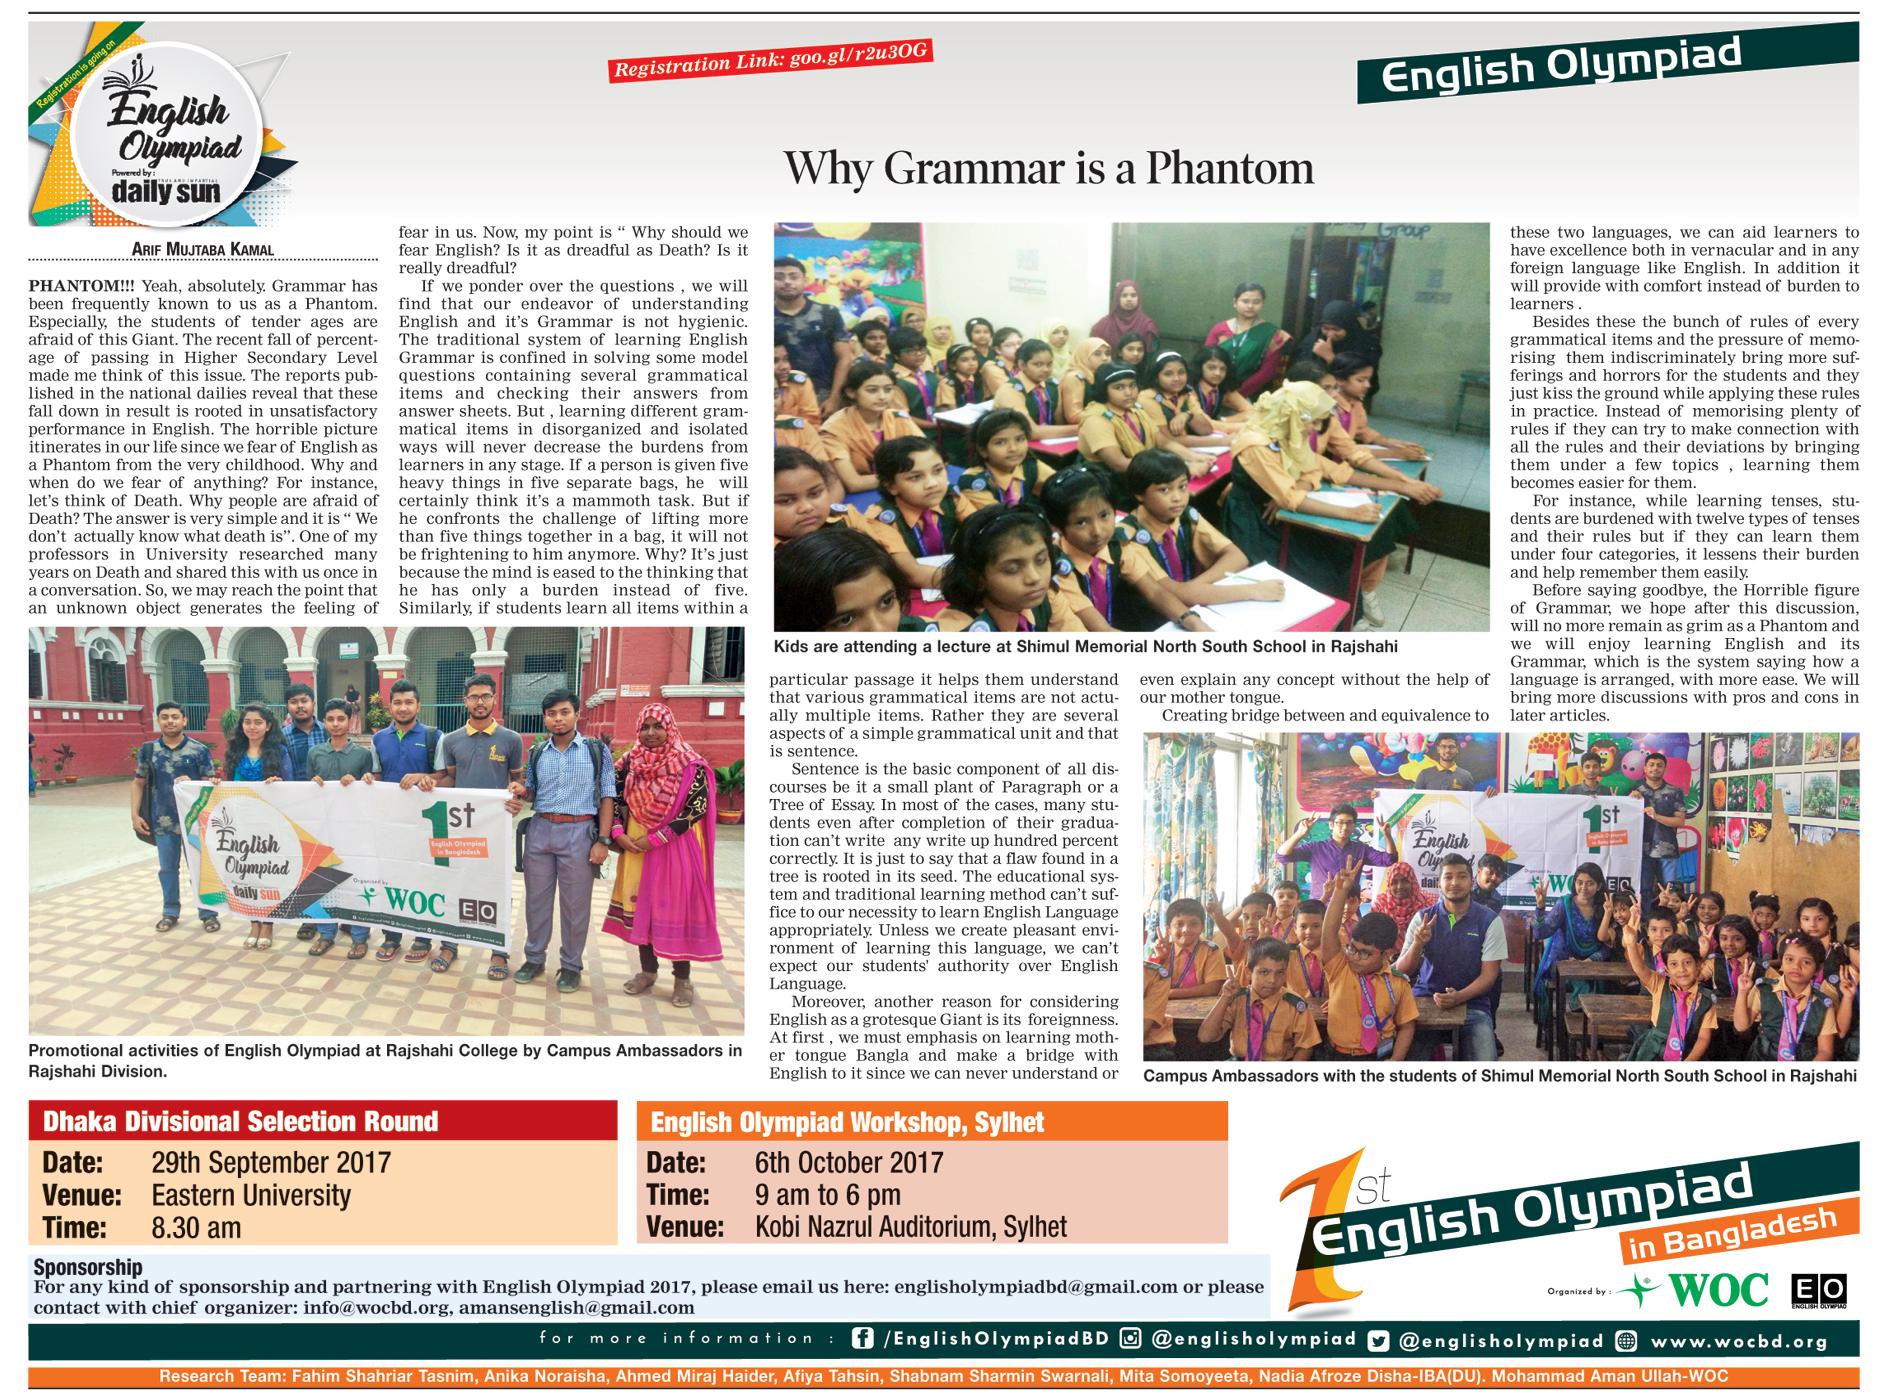 Registration is going on
English
Olympiad
Powered by :
TRUE AND IMPARTIAL
daily sun
Registration Link: goo.gl/r2u3OG
English Olympiad
Why Grammar is a Phantom
ARIF MUJTABA KAMAL
PHANTOM!!! Yeah, absolutely. Grammar has
been frequently known to us as a Phantom.
Especially, the students of tender ages are
afraid of this Giant. The recent fall of percent-
age of passing in Higher Secondary Level
made me think of this issue. The reports pub-
lished in the national dailies reveal that these
fall down in result is rooted in unsatisfactory
performance in English. The horrible picture
itinerates in our life since we fear of English as
a Phantom from the very childhood. Why and
when do we fear of anything? For instance,
let's think of Death. Why people are afraid of
Death? The answer is very simple and it is “ We
don't actually know what death is”. One of my
professors in University researched many
years on Death and shared this with us once in
a conversation. So, we may reach the point that
an unknown object generates the feeling of
fear in us. Now, my point is “ Why should we
fear English? Is it as dreadful as Death? Is it
really dreadful?
If we ponder over the questions , we will
find that our endeavor of understanding
English and it's Grammar is not hygienic.
The traditional system of learning English
Grammar is confined in solving some model
questions containing several grammatical
items and checking their answers from
answer sheets. But , learning different gram-
matical items in disorganized and isolated
ways will never decrease the burdens from
learners in any stage. If a person is given five
heavy things in five separate bags, he will
certainly think it's a mammoth task. But if
he confronts the challenge of lifting more
than five things together in a bag, it will not
be frightening to him anymore. Why? It's just
because the mind is eased to the thinking that
he has only a burden instead of five.
Similarly, if students learn all items within a
Group
Kids are attending a lecture at Shimul Memorial North South School in Rajshahi
particular passage it helps them understand
that various grammatical items are not actu-
ally multiple items. Rather they are several
aspects of a simple grammatical unit and that
is sentence.
Sentence is the basic component of all dis-
courses be it a small plant of Paragraph or a
Tree of Essay. In most of the cases, many stu-
dents even after completion of their gradua-
tion can't write any write up hundred percent
correctly. It is just to say that a flaw found in a
tree is rooted in its seed. The educational sys-
tem and traditional learning method can't suf-
fice to our necessity to learn English Language
appropriately. Unless we create pleasant envi-
ronment of learning this language, we can't
expect our students' authority over English
Language.
Moreover, another reason for considering
English as a grotesque Giant is its foreignness.
At first , we must emphasis on learning moth-
er tongue Bangla and make a bridge with
English to it since we can never understand or
even explain any concept without the help of
our mother tongue.
Creating bridge between and equivalence to
these two languages, we can aid learners to
have excellence both in vernacular and in any
foreign language like English. In addition it
will provide with comfort instead of burden to
learners .
Besides these the bunch of rules of every
grammatical items and the pressure of memo-
rising them indiscriminately bring more suf-
ferings and horrors for the students and they
just kiss the ground while applying these rules
in practice. Instead of memorising plenty of
rules if they can try to make connection with
all the rules and their deviations by bringing
them under a few topics , learning them
becomes easier for them.
For instance, while learning tenses, stu-
dents are burdened with twelve types of tenses
and their rules but if they can learn them
under four categories, it lessens their burden
and help remember them easily.
Before saying goodbye, the Horrible figure
of Grammar, we hope after this discussion,
will no more remain as grim as a Phantom and
we will enjoy learning English and its
Grammar, which is the system saying how a
language is arranged, with more ease. We will
bring more discussions with pros and cons in
later articles.
English
Olympiad
daily sun
1st
English Olympiad
in Bangladesh
Organized by
WOC
EO
Promotional activities of English Olympiad at Rajshahi College by Campus Ambassadors in
Rajshahi Division.
English
1st
WOC
EO
Campus Ambassadors with the students of Shimul Memorial North South School in Rajshahi
Dhaka Divisional Selection Round
Date: 29th September 2017
Venue: Eastern University
Time: 8.30 am
English Olympiad Workshop, Sylhet
Date: 6th October 2017
Time: 9 am to 6 pm
Venue: Kobi Nazrul Auditorium, Sylhet
1st
English Olympiad
in Bangladesh
Organized by :
WOC
EO
ENGLISH OLYMPIAD
Sponsorship
For any kind of sponsorship and partnering with English Olympiad 2017, please email us here: englisholympiadbd@gmail.com or please
contact with chief organizer: info@wocbd.org, amansenglish@gmail.com
for more information : /EnglishOlympiadBD @englisholympiad @englisholympiad www.wocbd.org
Research Team: Fahim Shahriar Tasnim, Anika Noraisha, Ahmed Miraj Haider, Afiya Tahsin, Shabnam Sharmin Swarnali, Mita Somoyeeta, Nadia Afroze Disha-IBA(DU). Mohammad Aman Ullah-WOC